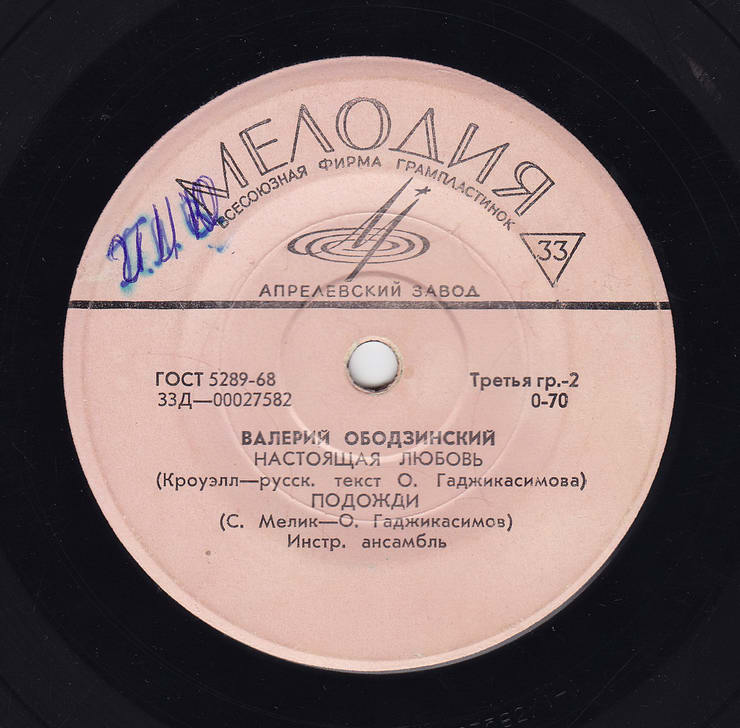 МЕЛОДИЯ
ВСЕСОЮЗНАЯ ФИРМА ГРАМПЛАСТИНОК
33
АПРЕЛЕВСКИЙ ЗАВОД
ГОСТ 5289-68
Третья гр.-2
33Д—00027582
0-70
ВАЛЕРИЙ ОБОДЗИНСКИЙ
НАСТОЯЩАЯ ЛЮБОВЬ
(Кроуэлл—русск. текст О. Гаджикасимова)
ПОДОЖДИ
(С. Мелик—О. Гаджикасимов)
Инстр. ансамбль